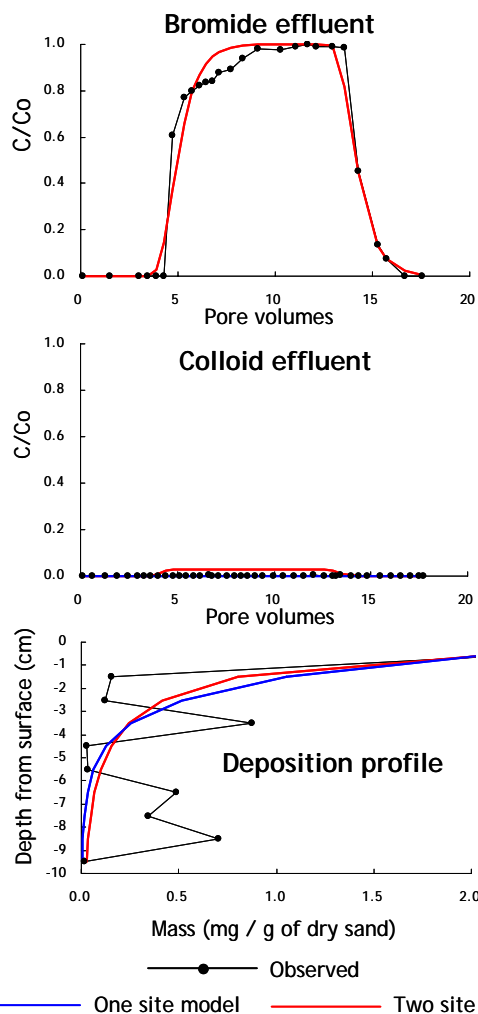 Bromide effluent
1.0
0.8
0.6
0.4
0.2
0.0
C/Co
0 5 10 15 20
Pore volumes
Colloid effluent
1.0
0.8
0.6
0.4
0.2
0.0
C/Co
0 5 10 15 20
Pore volumes
0
-1
-2
-3
-4
-5
-6
-7
-8
-9
-10
Depth from surface (cm)
Deposition profile
0.0 0.5 1.0 1.5 2.0
Mass (mg / g of dry sand)
Observed
One site model Two site